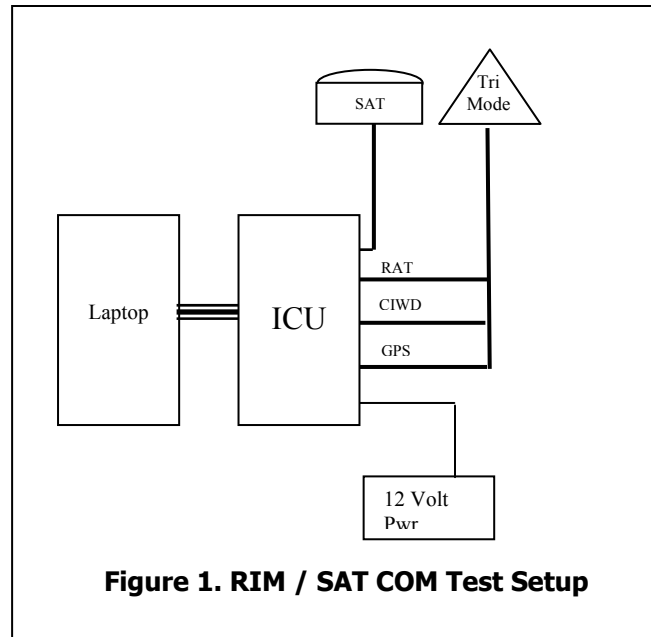 SAT
Tri
Mode
RAT
Laptop
ICU
CIWD
GPS
12 Volt
Pwr
Figure 1. RIM / SAT COM Test Setup